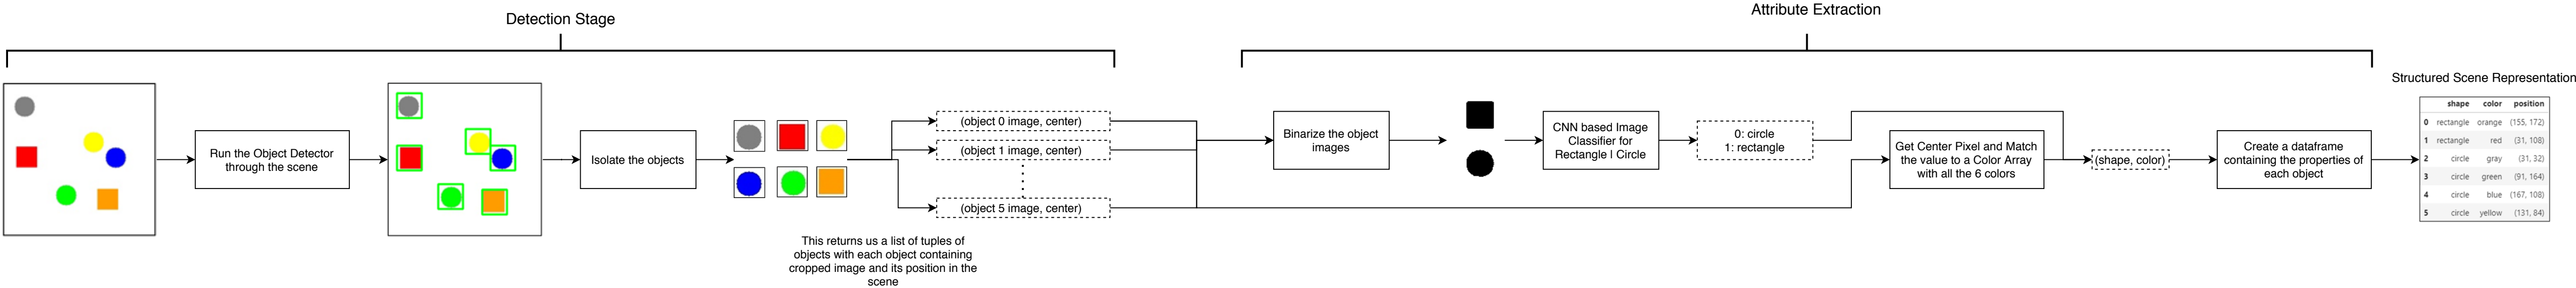 Detection Stage
Attribute Extraction
Run the Object Detector
through the scene
Isolate the objects
(object 0 image, center)
(object 1 image, center)
(object 5 image, center)
This returns us a list of tuples of
objects with each object containing
cropped image and its position in the
scene
Binarize the object
images
CNN based Image
Classifier for
Rectangle | Circle
0: circle
1: rectangle
Get Center Pixel and Match
the value to a Color Array
with all the 6 colors
(shape, color)
Create a dataframe
containing the properties of
each object
Structured Scene Representation
shape color position
0 rectangle orange (155, 172)
1 rectangle red (31, 108)
2 circle gray (31, 32)
3 circle green (91, 164)
4 circle blue (167, 108)
5 circle yellow (131, 84)